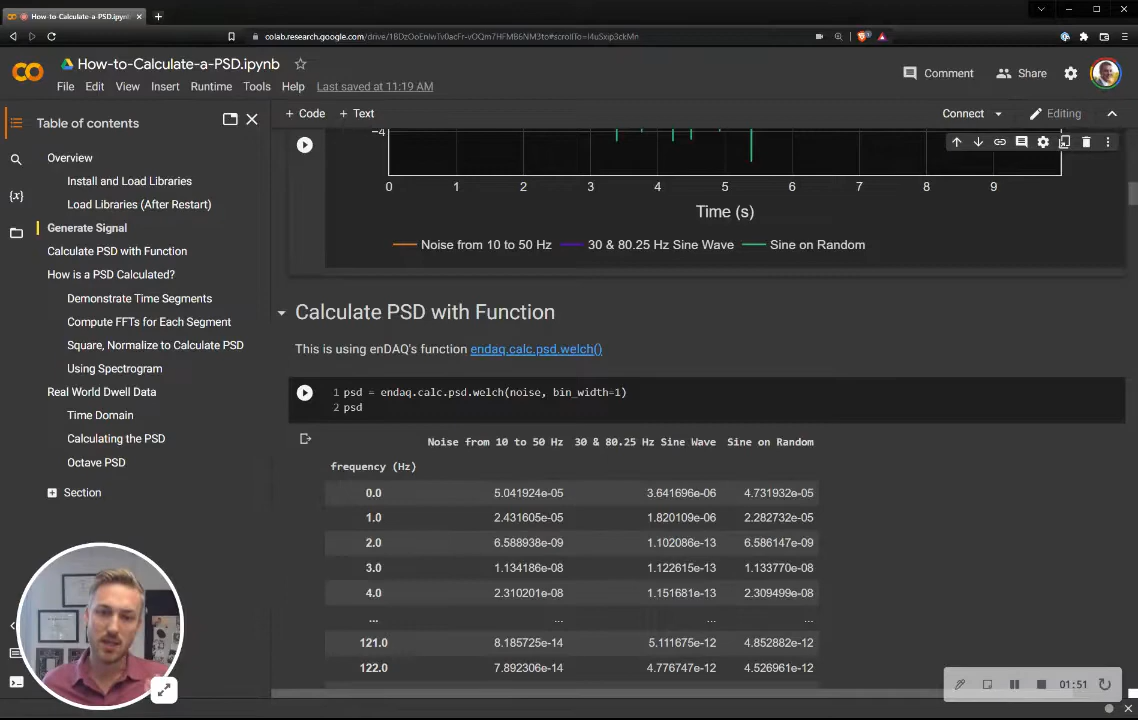 How-to-Calculate-a-PSD.ipynb
colab.research.google.com/drive/
How-to-Calculate-a-PSD.ipynb
File Edit View Insert Runtime Tools Help Last saved at 11:19 AM
Comment Share
Table of contents
+ Code + Text
Connect Editing
Overview
Install and Load Libraries
Load Libraries (After Restart)
Generate Signal
Calculate PSD with Function
How is a PSD Calculated?
Demonstrate Time Segments
Compute FFTs for Each Segment
Square, Normalize to Calculate PSD
Using Spectrogram
Real World Dwell Data
Time Domain
Calculating the PSD
Octave PSD
Section
−4
0 1 2 3 4 5 6 7 8 9
Time (s)
Noise from 10 to 50 Hz 30 & 80.25 Hz Sine Wave Sine on Random
Calculate PSD with Function
This is using enDAQ's function endaq.calc.psd.welch()
1 psd = endaq.calc.psd.welch(noise, bin_width=1)
2 psd
Noise from 10 to 50 Hz 30 & 80.25 Hz Sine Wave Sine on Random
frequency (Hz)
0.0 5.041924e-05 3.641696e-06 4.731932e-05
1.0 2.431605e-05 1.820109e-06 2.282732e-05
2.0 6.588938e-09 1.102086e-13 6.586147e-09
3.0 1.134186e-08 1.122615e-13 1.133770e-08
4.0 2.310201e-08 1.151681e-13 2.309499e-08
... ... ... ...
121.0 8.185725e-14 5.111675e-12 4.852882e-12
122.0 7.892306e-14 4.776747e-12 4.526961e-12
01:51